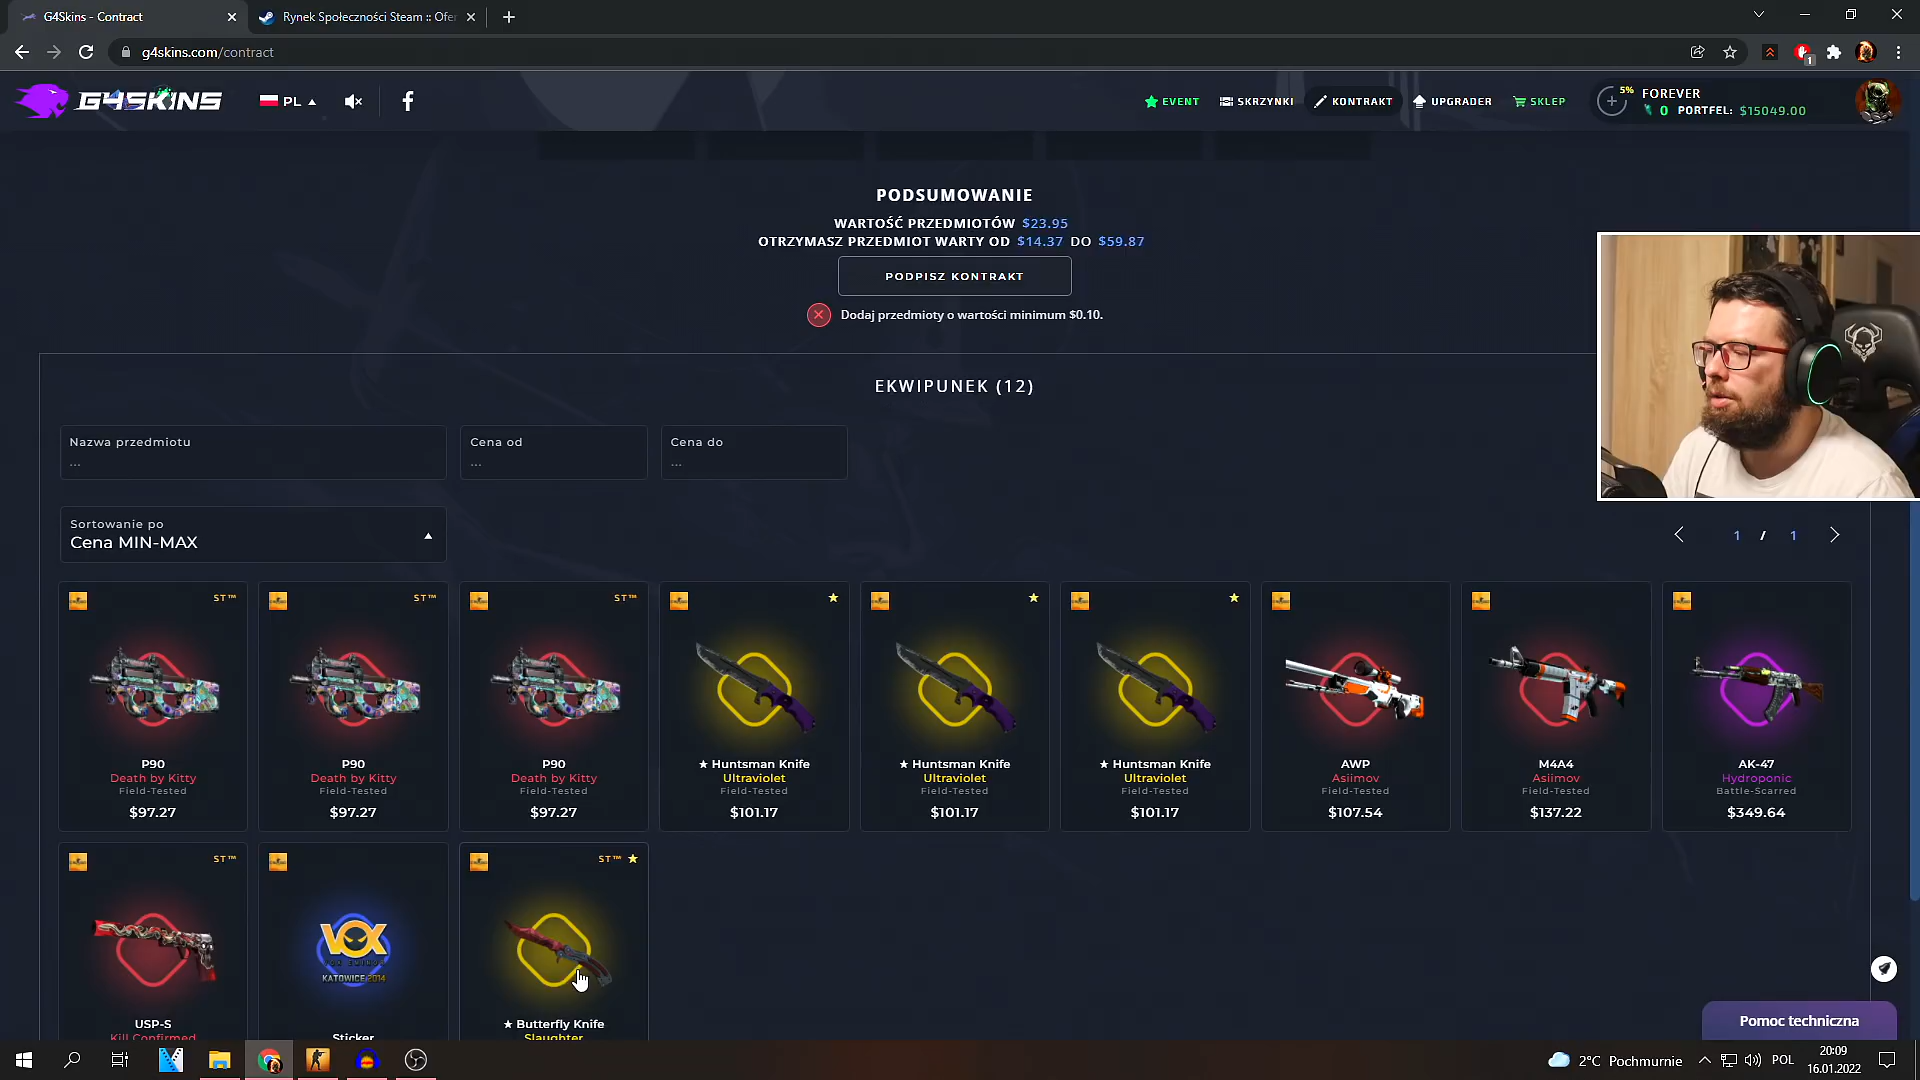 G4Skins - Contract
Rynek Społeczności Steam :: Ofer
g4skins.com/contract
1
G4SKINS
PL
EVENT
SKRZYNKI
KONTRAKT
UPGRADER
SKLEP
5%
FOREVER
0 PORTFEL: $15049.00
PODSUMOWANIE
WARTOŚĆ PRZEDMIOTÓW $23.95
OTRZYMASZ PRZEDMIOT WARTY OD $14.37 DO $59.87
PODPISZ KONTRAKT
Dodaj przedmioty o wartości minimum $0.10.
EKWIPUNEK (12)
Nazwa przedmiotu
...
Cena od
...
Cena do
...
Sortowanie po
Cena MIN-MAX
1 / 1
ST™
P90
Death by Kitty
Field-Tested
$97.27
ST™
P90
Death by Kitty
Field-Tested
$97.27
ST™
P90
Death by Kitty
Field-Tested
$97.27
★ Huntsman Knife
Ultraviolet
Field-Tested
$101.17
★ Huntsman Knife
Ultraviolet
Field-Tested
$101.17
★ Huntsman Knife
Ultraviolet
Field-Tested
$101.17
AWP
Asiimov
Field-Tested
$107.54
M4A4
Asiimov
Field-Tested
$137.22
AK-47
Hydroponic
Battle-Scarred
$349.64
ST™
USP-S
Kill Confirmed
VOX
KATOWICE 2014
Sticker
ST™ ★
★ Butterfly Knife
Slaughter
Pomoc techniczna
2°C Pochmurnie
POL
20:09
16.01.2022